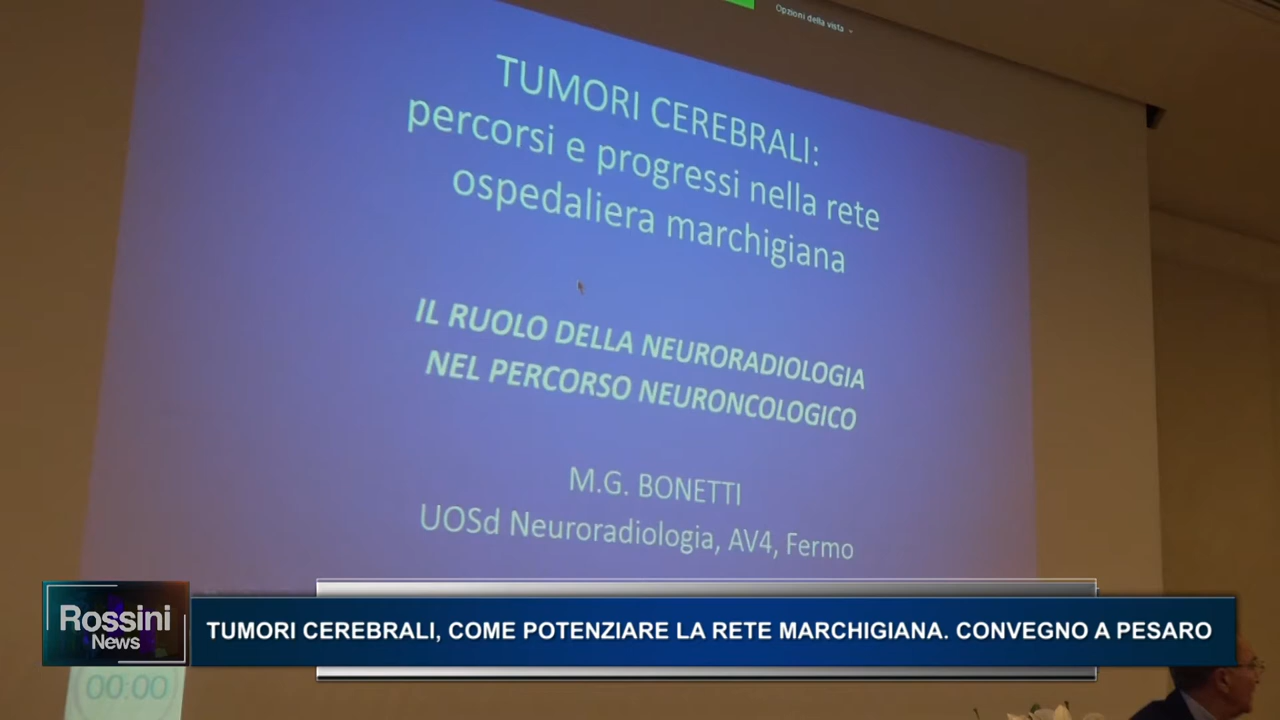 Opzioni della vista
TUMORI CEREBRALI:
percorsi e progressi nella rete
ospedaliera marchigiana
IL RUOLO DELLA NEURORADIOLOGIA
NEL PERCORSO NEURONCOLOGICO
M.G. BONETTI
UOSd Neuroradiologia, AV4, Fermo
Rossini
News
TUMORI CEREBRALI, COME POTENZIARE LA RETE MARCHIGIANA. CONVEGNO A PESARO
00:00